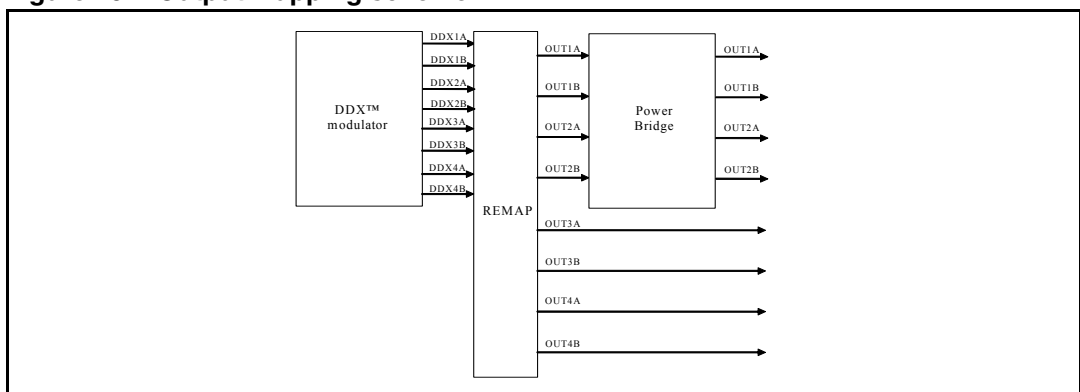 DDX™
modulator
DDX1A
DDX1B
DDX2A
DDX2B
DDX3A
DDX3B
DDX4A
DDX4B
REMAP
OUT1A
OUT1B
OUT2A
OUT2B
OUT3A
OUT3B
OUT4A
OUT4B
Power
Bridge
OUT1A
OUT1B
OUT2A
OUT2B